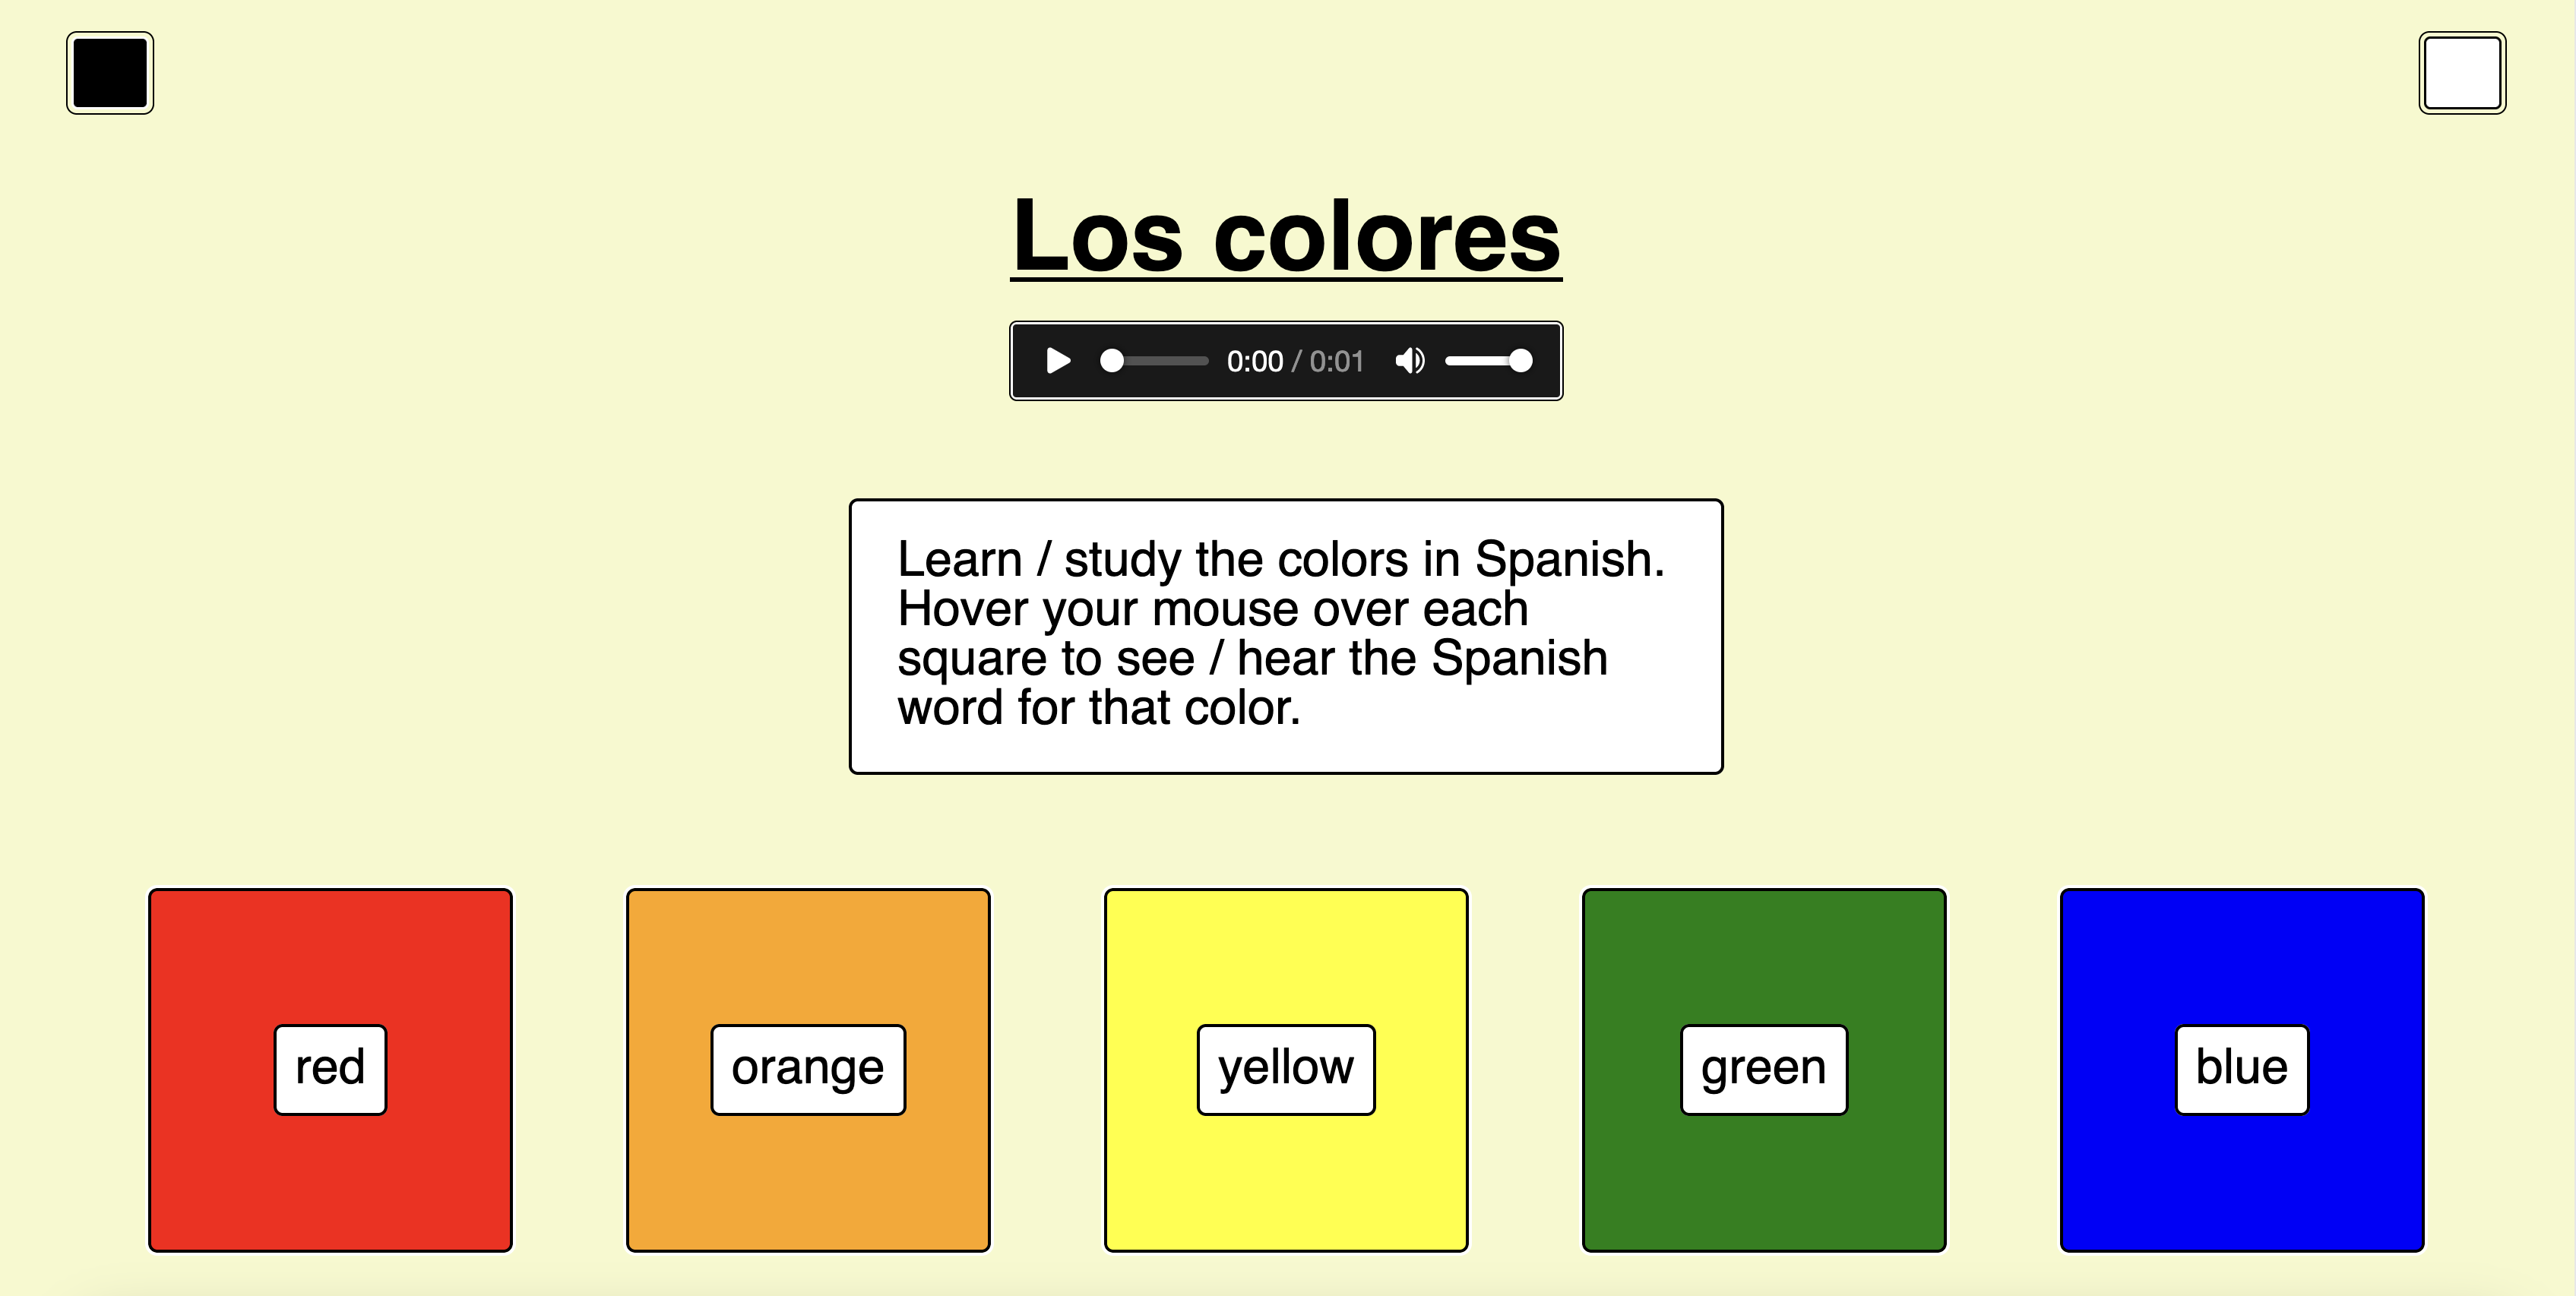 Los colores
0:00 / 0:01
Learn / study the colors in Spanish.
Hover your mouse over each
square to see / hear the Spanish
word for that color.
red
orange
yellow
green
blue